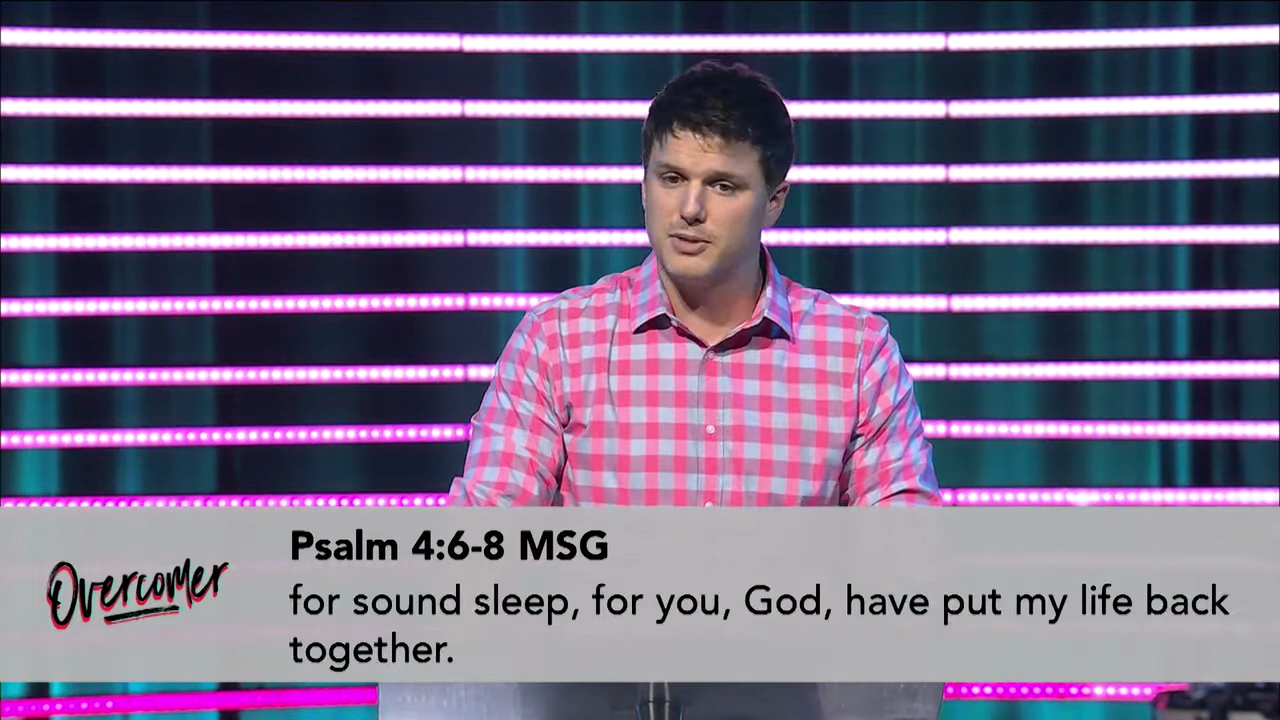 Overcomer
Psalm 4:6-8 MSG
for sound sleep, for you, God, have put my life back
together.